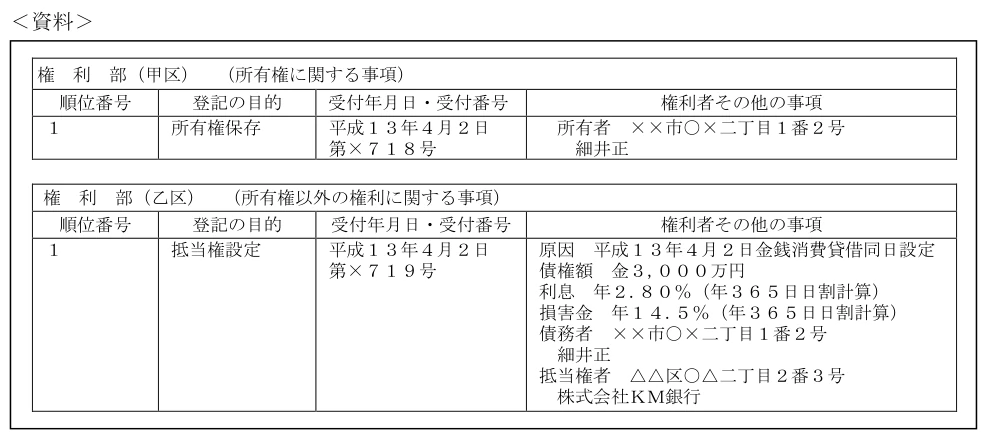 ＜資料＞
権　利　部（甲区）　（所有権に関する事項）
順位番号　登記の目的　受付年月日・受付番号　権利者その他の事項
１　所有権保存　平成１３年４月２日　所有者　××市○×二丁目１番２号
第×７１８号　細井正
権　利　部（乙区）　（所有権以外の権利に関する事項）
順位番号　登記の目的　受付年月日・受付番号　権利者その他の事項
１　抵当権設定　平成１３年４月２日　原因　平成１３年４月２日金銭消費貸借同日設定
第×７１９号　債権額　金３，０００万円
利息　年２．８０％（年３６５日日割計算）
損害金　年１４．５％（年３６５日日割計算）
債務者　××市○×二丁目１番２号
細井正
抵当権者　△△区○△二丁目２番３号
株式会社ＫＭ銀行